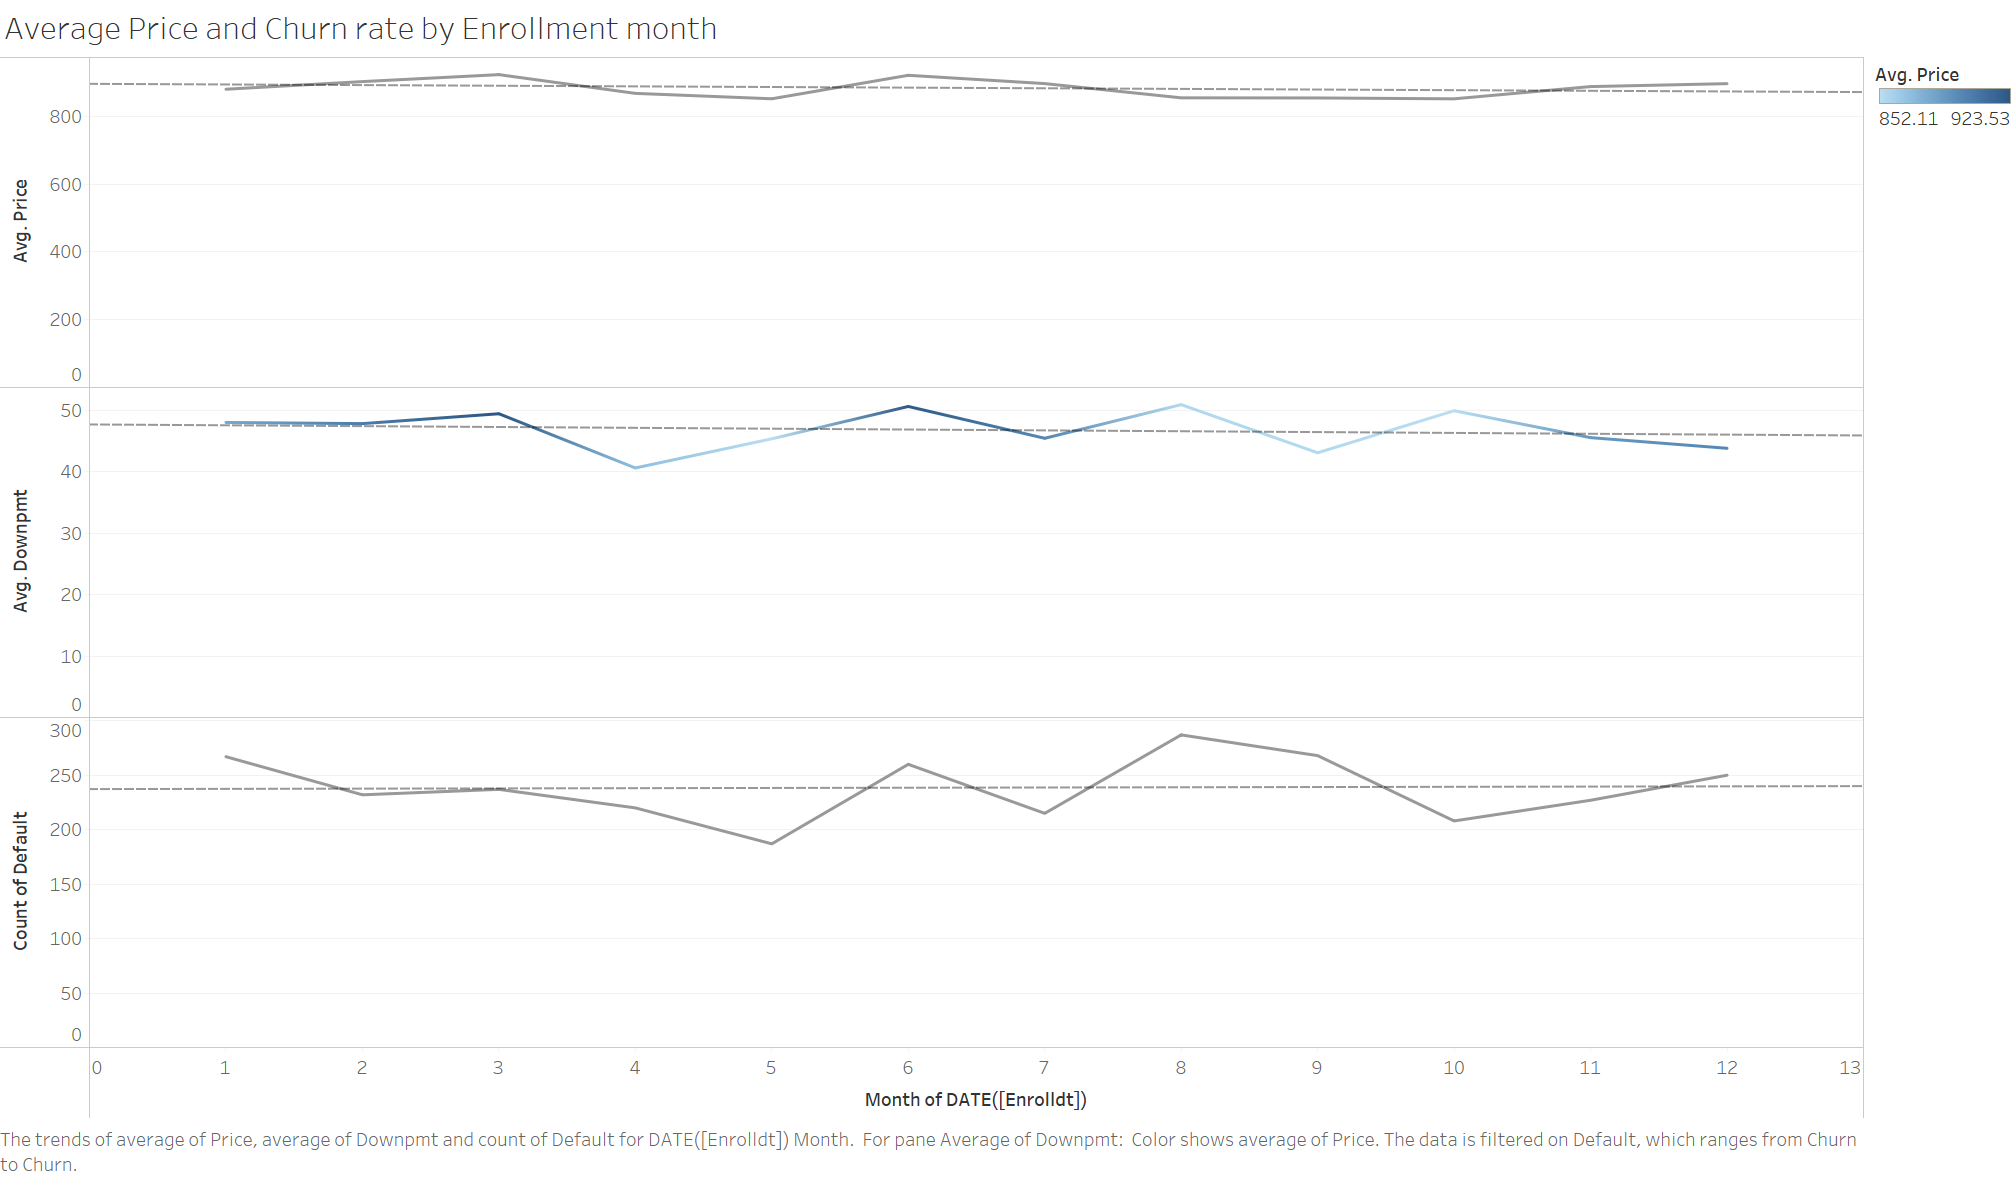 Average Price and Churn rate by Enrollment month
Avg. Price
852.11 923.53
Avg. Price
800
600
400
200
0
Avg. Downpmt
50
40
30
20
10
0
Count of Default
300
250
200
150
100
50
0
0 1 2 3 4 5 6 7 8 9 10 11 12 13
Month of DATE([Enrolldt])
The trends of average of Price, average of Downpmt and count of Default for DATE([Enrolldt]) Month.  For pane Average of Downpmt:  Color shows average of Price. The data is filtered on Default, which ranges from Churn
to Churn.